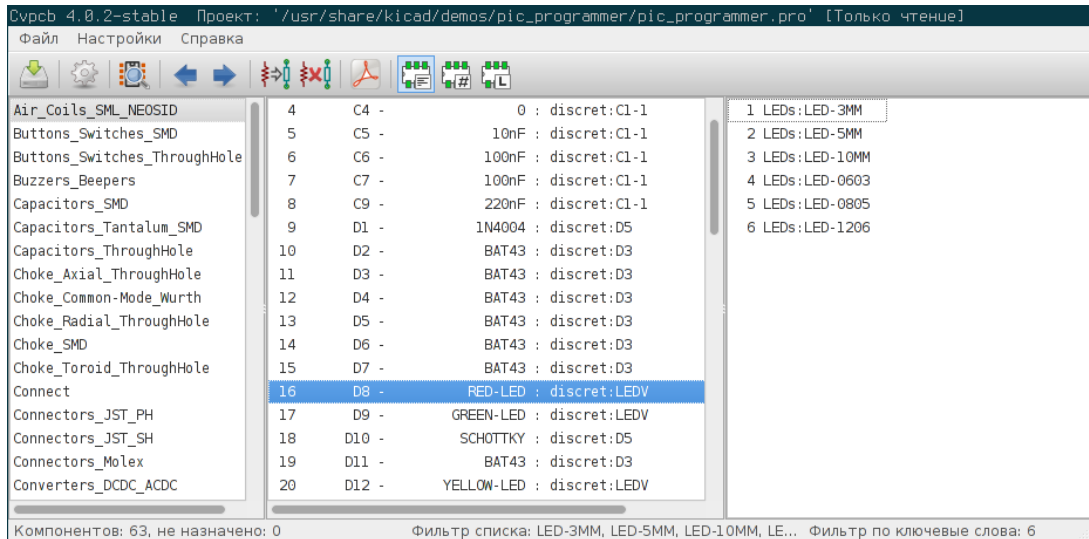 Cvpcb 4.0.2-stable Проект: '/usr/share/kicad/demos/pic_programmer/pic_programmer.pro' [Только чтение]
Файл Настройки Справка
# L
Air_Coils_SML_NEOSID
Buttons_Switches_SMD
Buttons_Switches_ThroughHole
Buzzers_Beepers
Capacitors_SMD
Capacitors_Tantalum_SMD
Capacitors_ThroughHole
Choke_Axial_ThroughHole
Choke_Common-Mode_Wurth
Choke_Radial_ThroughHole
Choke_SMD
Choke_Toroid_ThroughHole
Connect
Connectors_JST_PH
Connectors_JST_SH
Connectors_Molex
Converters_DCDC_ACDC
4 C4 - 0 : discret:C1-1
5 C5 - 10nF : discret:C1-1
6 C6 - 100nF : discret:C1-1
7 C7 - 100nF : discret:C1-1
8 C9 - 220nF : discret:C1-1
9 D1 - 1N4004 : discret:D5
10 D2 - BAT43 : discret:D3
11 D3 - BAT43 : discret:D3
12 D4 - BAT43 : discret:D3
13 D5 - BAT43 : discret:D3
14 D6 - BAT43 : discret:D3
15 D7 - BAT43 : discret:D3
16 D8 - RED-LED : discret:LEDV
17 D9 - GREEN-LED : discret:LEDV
18 D10 - SCHOTTKY : discret:D5
19 D11 - BAT43 : discret:D3
20 D12 - YELLOW-LED : discret:LEDV
1 LEDs:LED-3MM
2 LEDs:LED-5MM
3 LEDs:LED-10MM
4 LEDs:LED-0603
5 LEDs:LED-0805
6 LEDs:LED-1206
Компонентов: 63, не назначено: 0 Фильтр списка: LED-3MM, LED-5MM, LED-10MM, LE... Фильтр по ключевые слова: 6